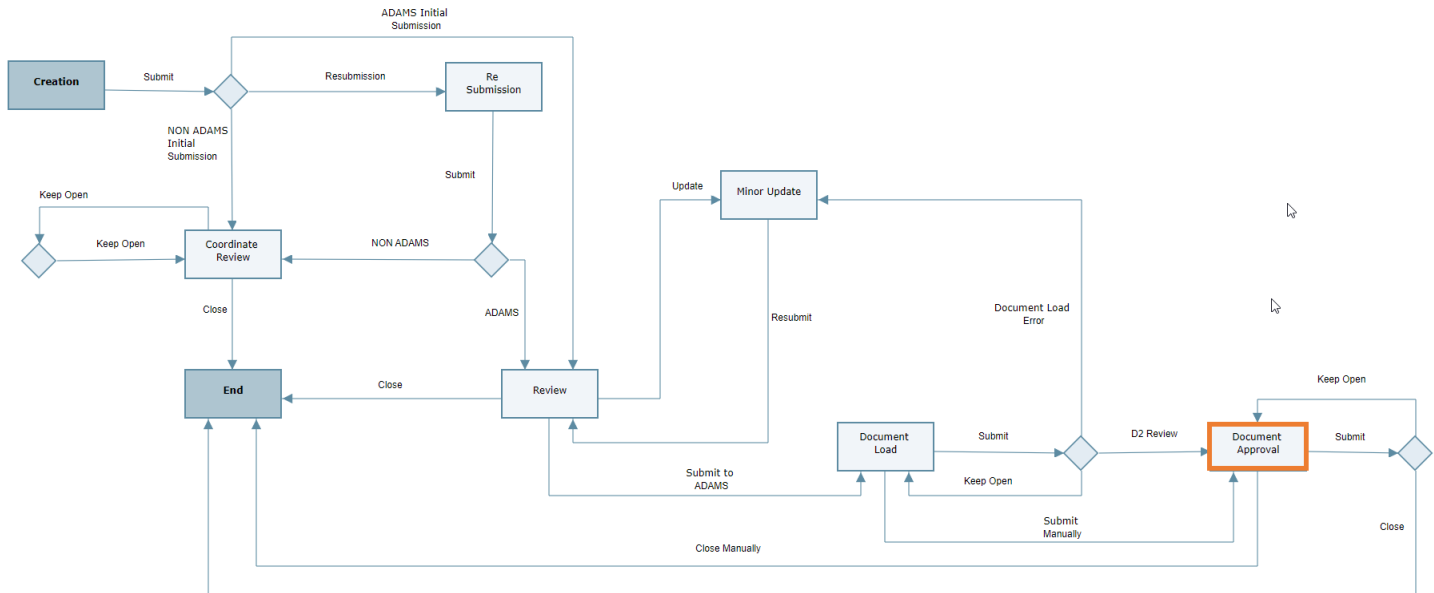 ADAMS Initial
Submission
Creation
Submit
Resubmission
Re
Submission
NON ADAMS
Initial
Submission
Submit
Keep Open
Update
Minor Update
Keep Open
Coordinate
Review
NON ADAMS
Close
ADAMS
Resubmit
Document Load
Error
End
Close
Review
Keep Open
Document
Load
Submit
D2 Review
Document
Approval
Submit
Submit to
ADAMS
Keep Open
Submit
Manually
Close
Close Manually